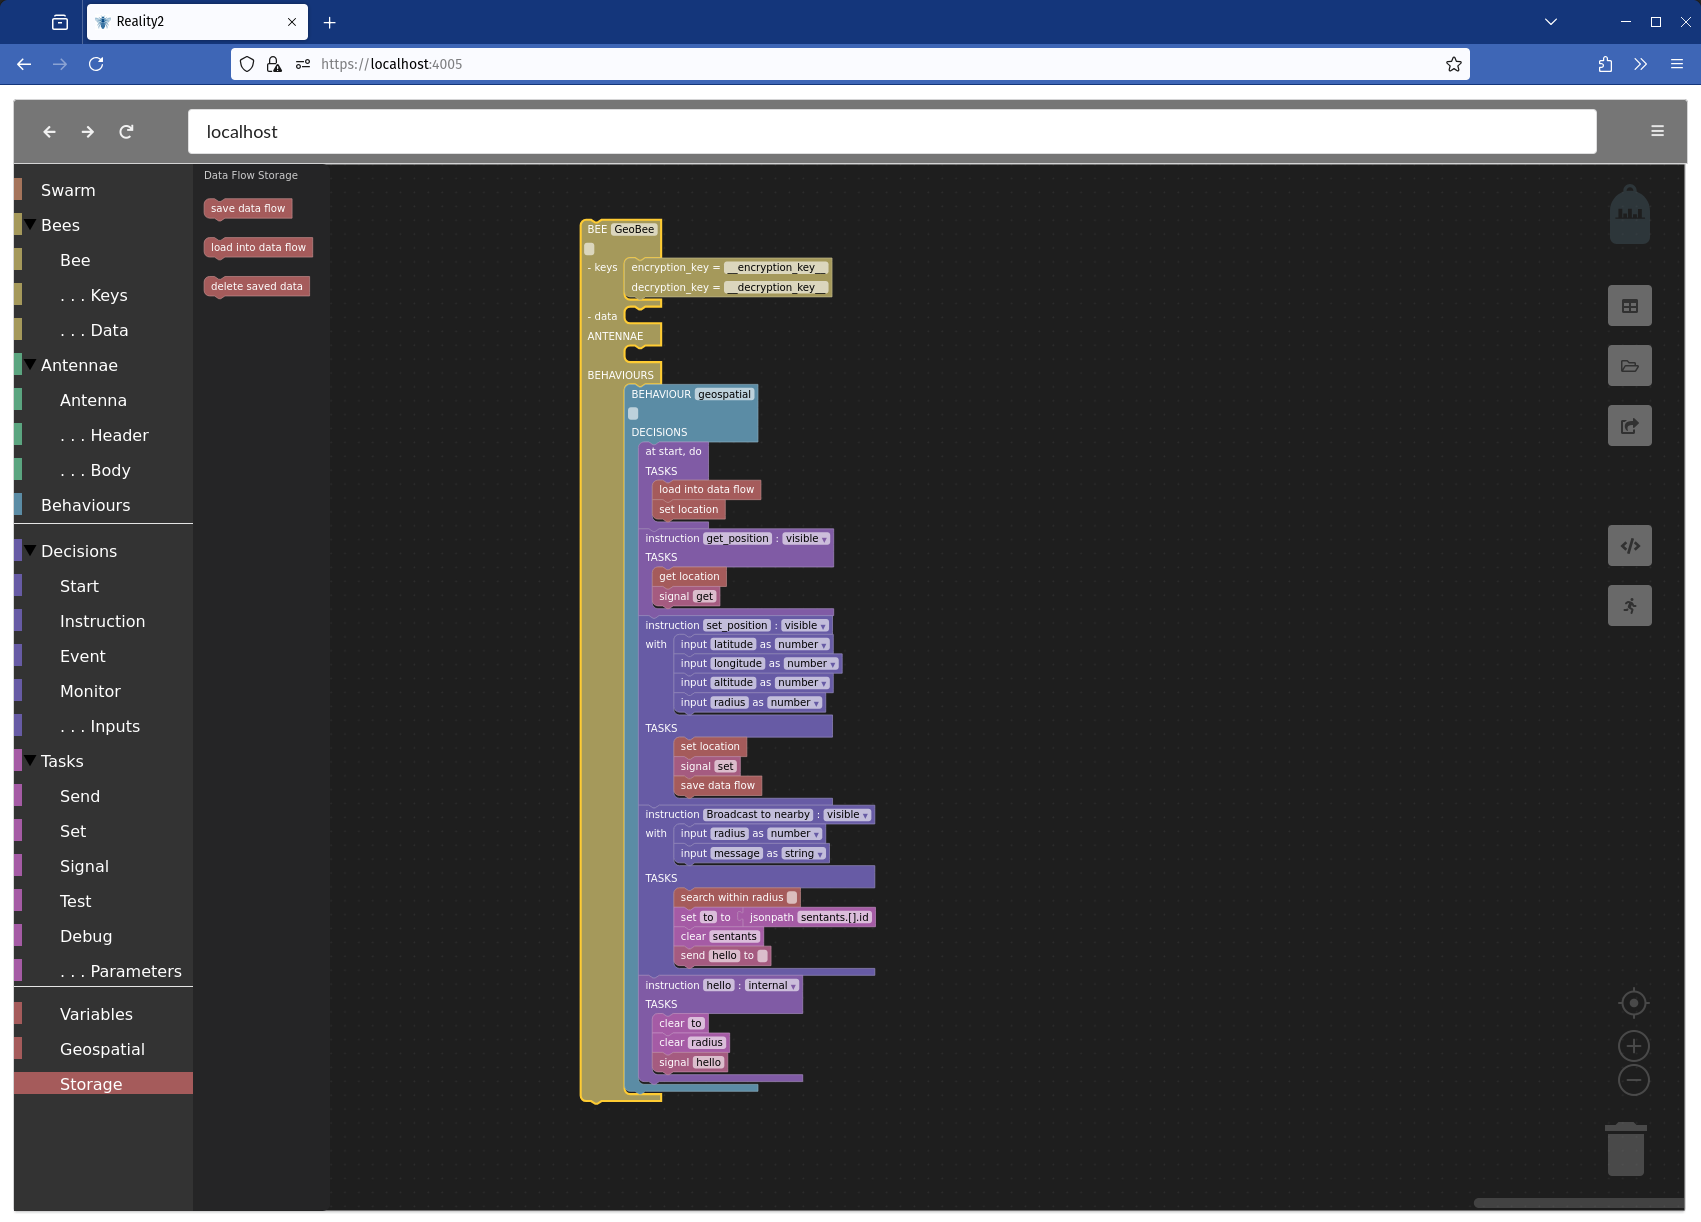 Reality2
https://localhost:4005
localhost
Swarm
Bees
Bee
. . . Keys
. . . Data
Antennae
Antenna
. . . Header
. . . Body
Behaviours
Decisions
Start
Instruction
Event
Monitor
. . . Inputs
Tasks
Send
Set
Signal
Test
Debug
. . . Parameters
Variables
Geospatial
Storage
Data Flow Storage
save data flow
load into data flow
delete saved data
BEE GeoBee
- keys encryption_key = __encryption_key__
decryption_key = __decryption_key__
- data
ANTENNAE
BEHAVIOURS
BEHAVIOUR geospatial
DECISIONS
at start, do
TASKS
load into data flow
set location
instruction get_position : visible
TASKS
get location
signal get
instruction set_position : visible
with input latitude as number
input longitude as number
input altitude as number
input radius as number
TASKS
set location
signal set
save data flow
instruction Broadcast to nearby : visible
with input radius as number
input message as string
TASKS
search within radius
set to to jsonpath sentants.[].id
clear sentants
send hello to
instruction hello : internal
TASKS
clear to
clear radius
signal hello